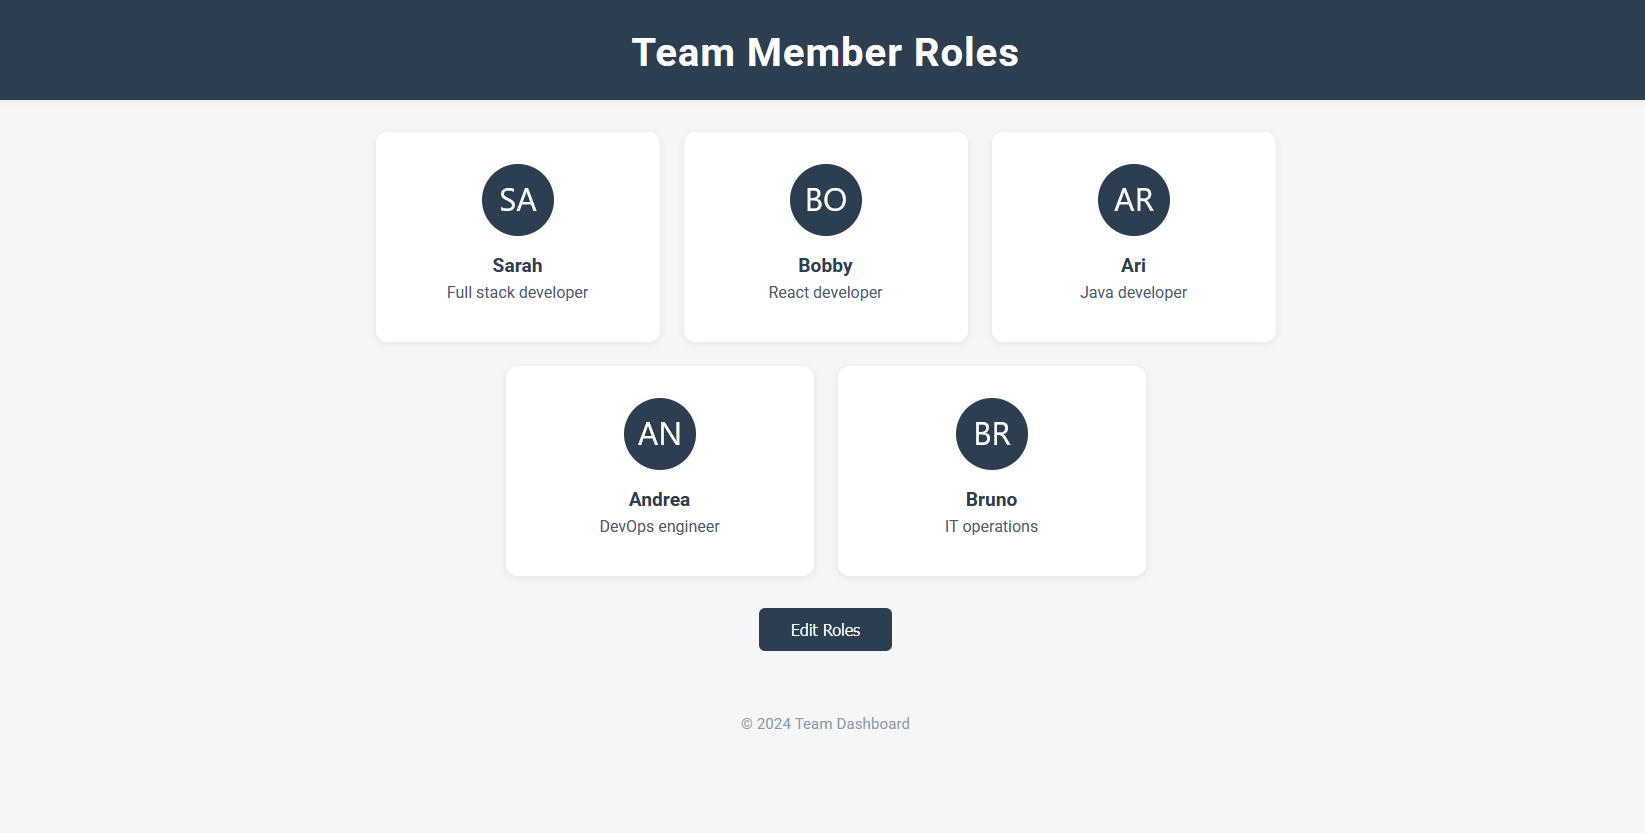 Team Member Roles
SA
BO
AR
Sarah
Bobby
Ari
Full stack developer
React developer
Java developer
AN
BR
Andrea
Bruno
DevOps engineer
IT operations
Edit Roles
© 2024 Team Dashboard